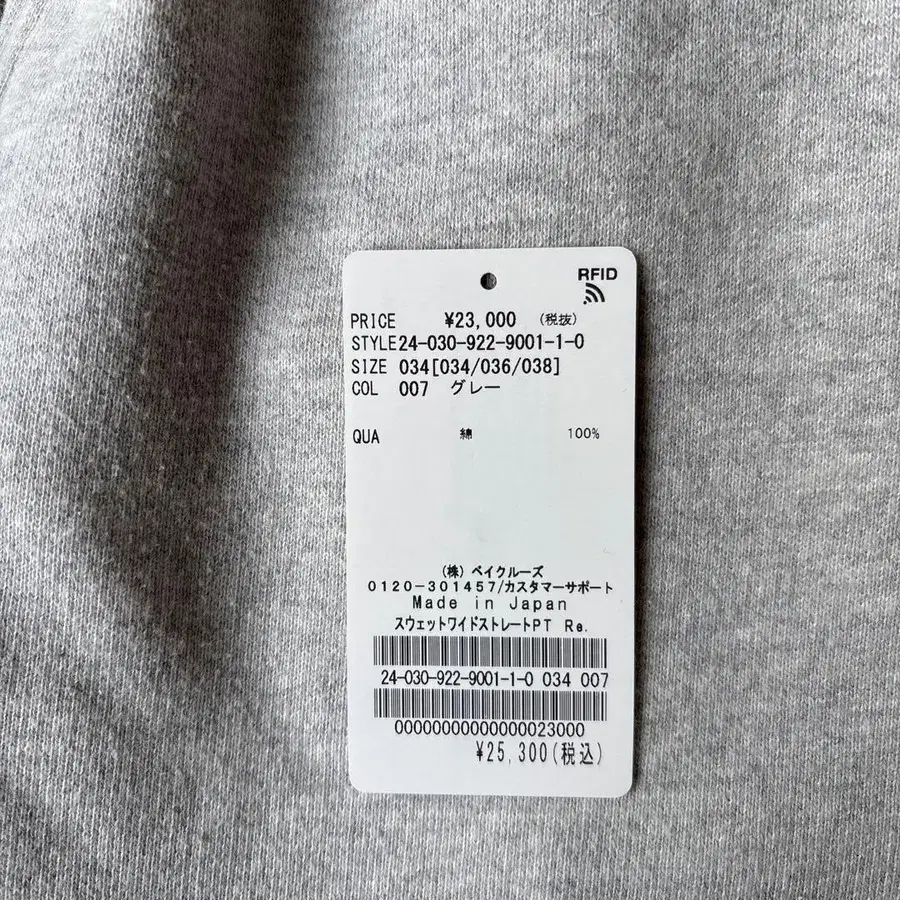 RFID
PRICE ¥23,000 (税抜)
STYLE 24-030-922-9001-1-0
SIZE 034[034/036/038]
COL 007 グレー
QUA 綿 100%
(株)ベイクルーズ
0120-301457/カスタマーサポート
Made in Japan
スウェットワイドストレートPT Re.
24-030-922-9001-1-0 034 007
00000000000000023000
¥25,300(税込)